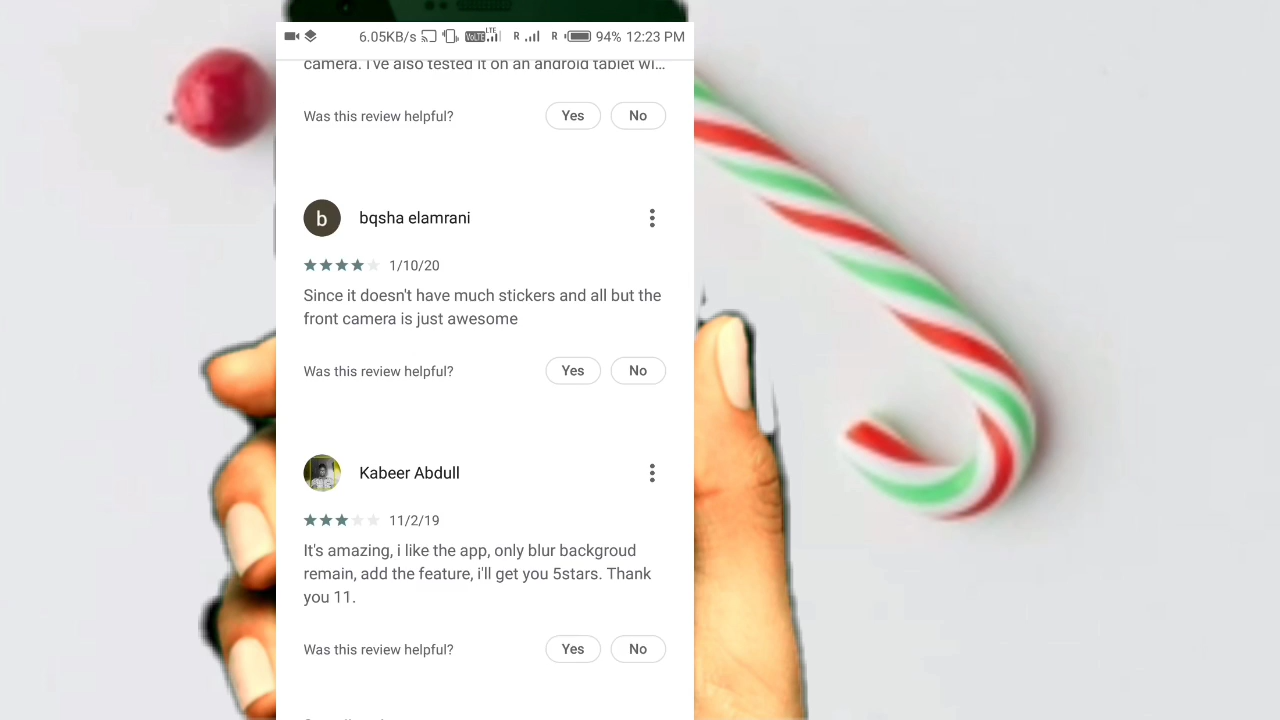 6.05KB/s VoLTE LTE R R 94% 12:23 PM
camera. I've also tested it on an android tablet wi...
Was this review helpful? Yes No
b bqsha elamrani
1/10/20
Since it doesn't have much stickers and all but the
front camera is just awesome
Was this review helpful? Yes No
Kabeer Abdull
11/2/19
It's amazing, i like the app, only blur backgroud
remain, add the feature, i'll get you 5stars. Thank
you 11.
Was this review helpful? Yes No